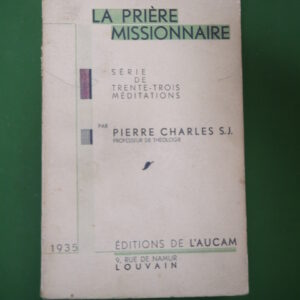 LA PRIÈRE
MISSIONNAIRE
SÉRIE
DE
TRENTE-TROIS
MÉDITATIONS
PAR
PIERRE CHARLES S.J.
PROFESSEUR DE THÉOLOGIE
1935
ÉDITIONS DE L'AUCAM
9, RUE DE NAMUR
LOUVAIN